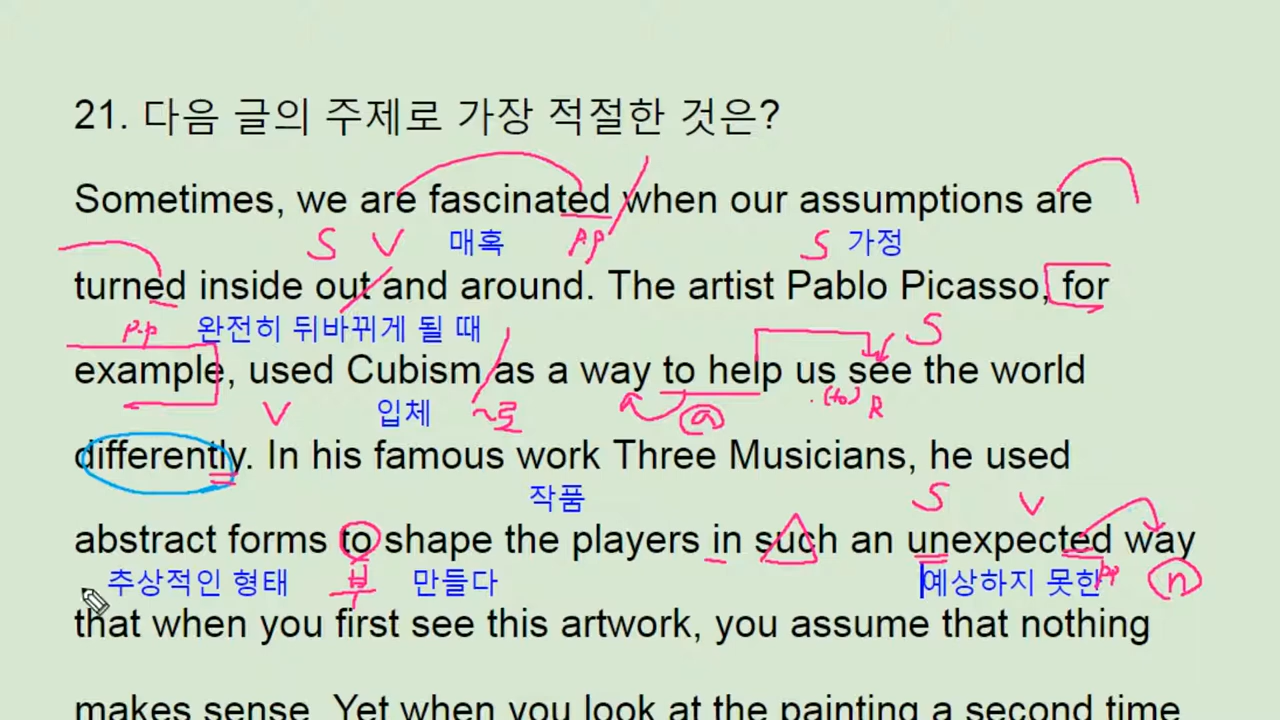 21. 다음 글의 주제로 가장 적절한 것은?
Sometimes, we are fascinated when our assumptions are
S V 매혹 p.p S 가정
turned inside out and around. The artist Pablo Picasso, for
p.p 완전히 뒤바뀌게 될 때 S
example, used Cubism as a way to help us see the world
V 입체 ~로 a (to) R
differently. In his famous work Three Musicians, he used
작품 S V
abstract forms to shape the players in such an unexpected way
추상적인 형태 부 만들다 예상하지 못한 pp n
that when you first see this artwork, you assume that nothing
makes sense. Yet when you look at the painting a second time,